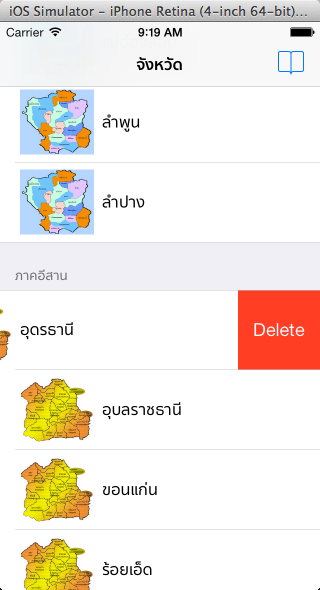 iOS Simulator - iPhone Retina (4-inch 64-bit)...
Carrier 9:19 AM
จังหวัด
ลำพูน
ลำปาง
ภาคอีสาน
อุดรธานี Delete
อุบลราชธานี
ขอนแก่น
ร้อยเอ็ด